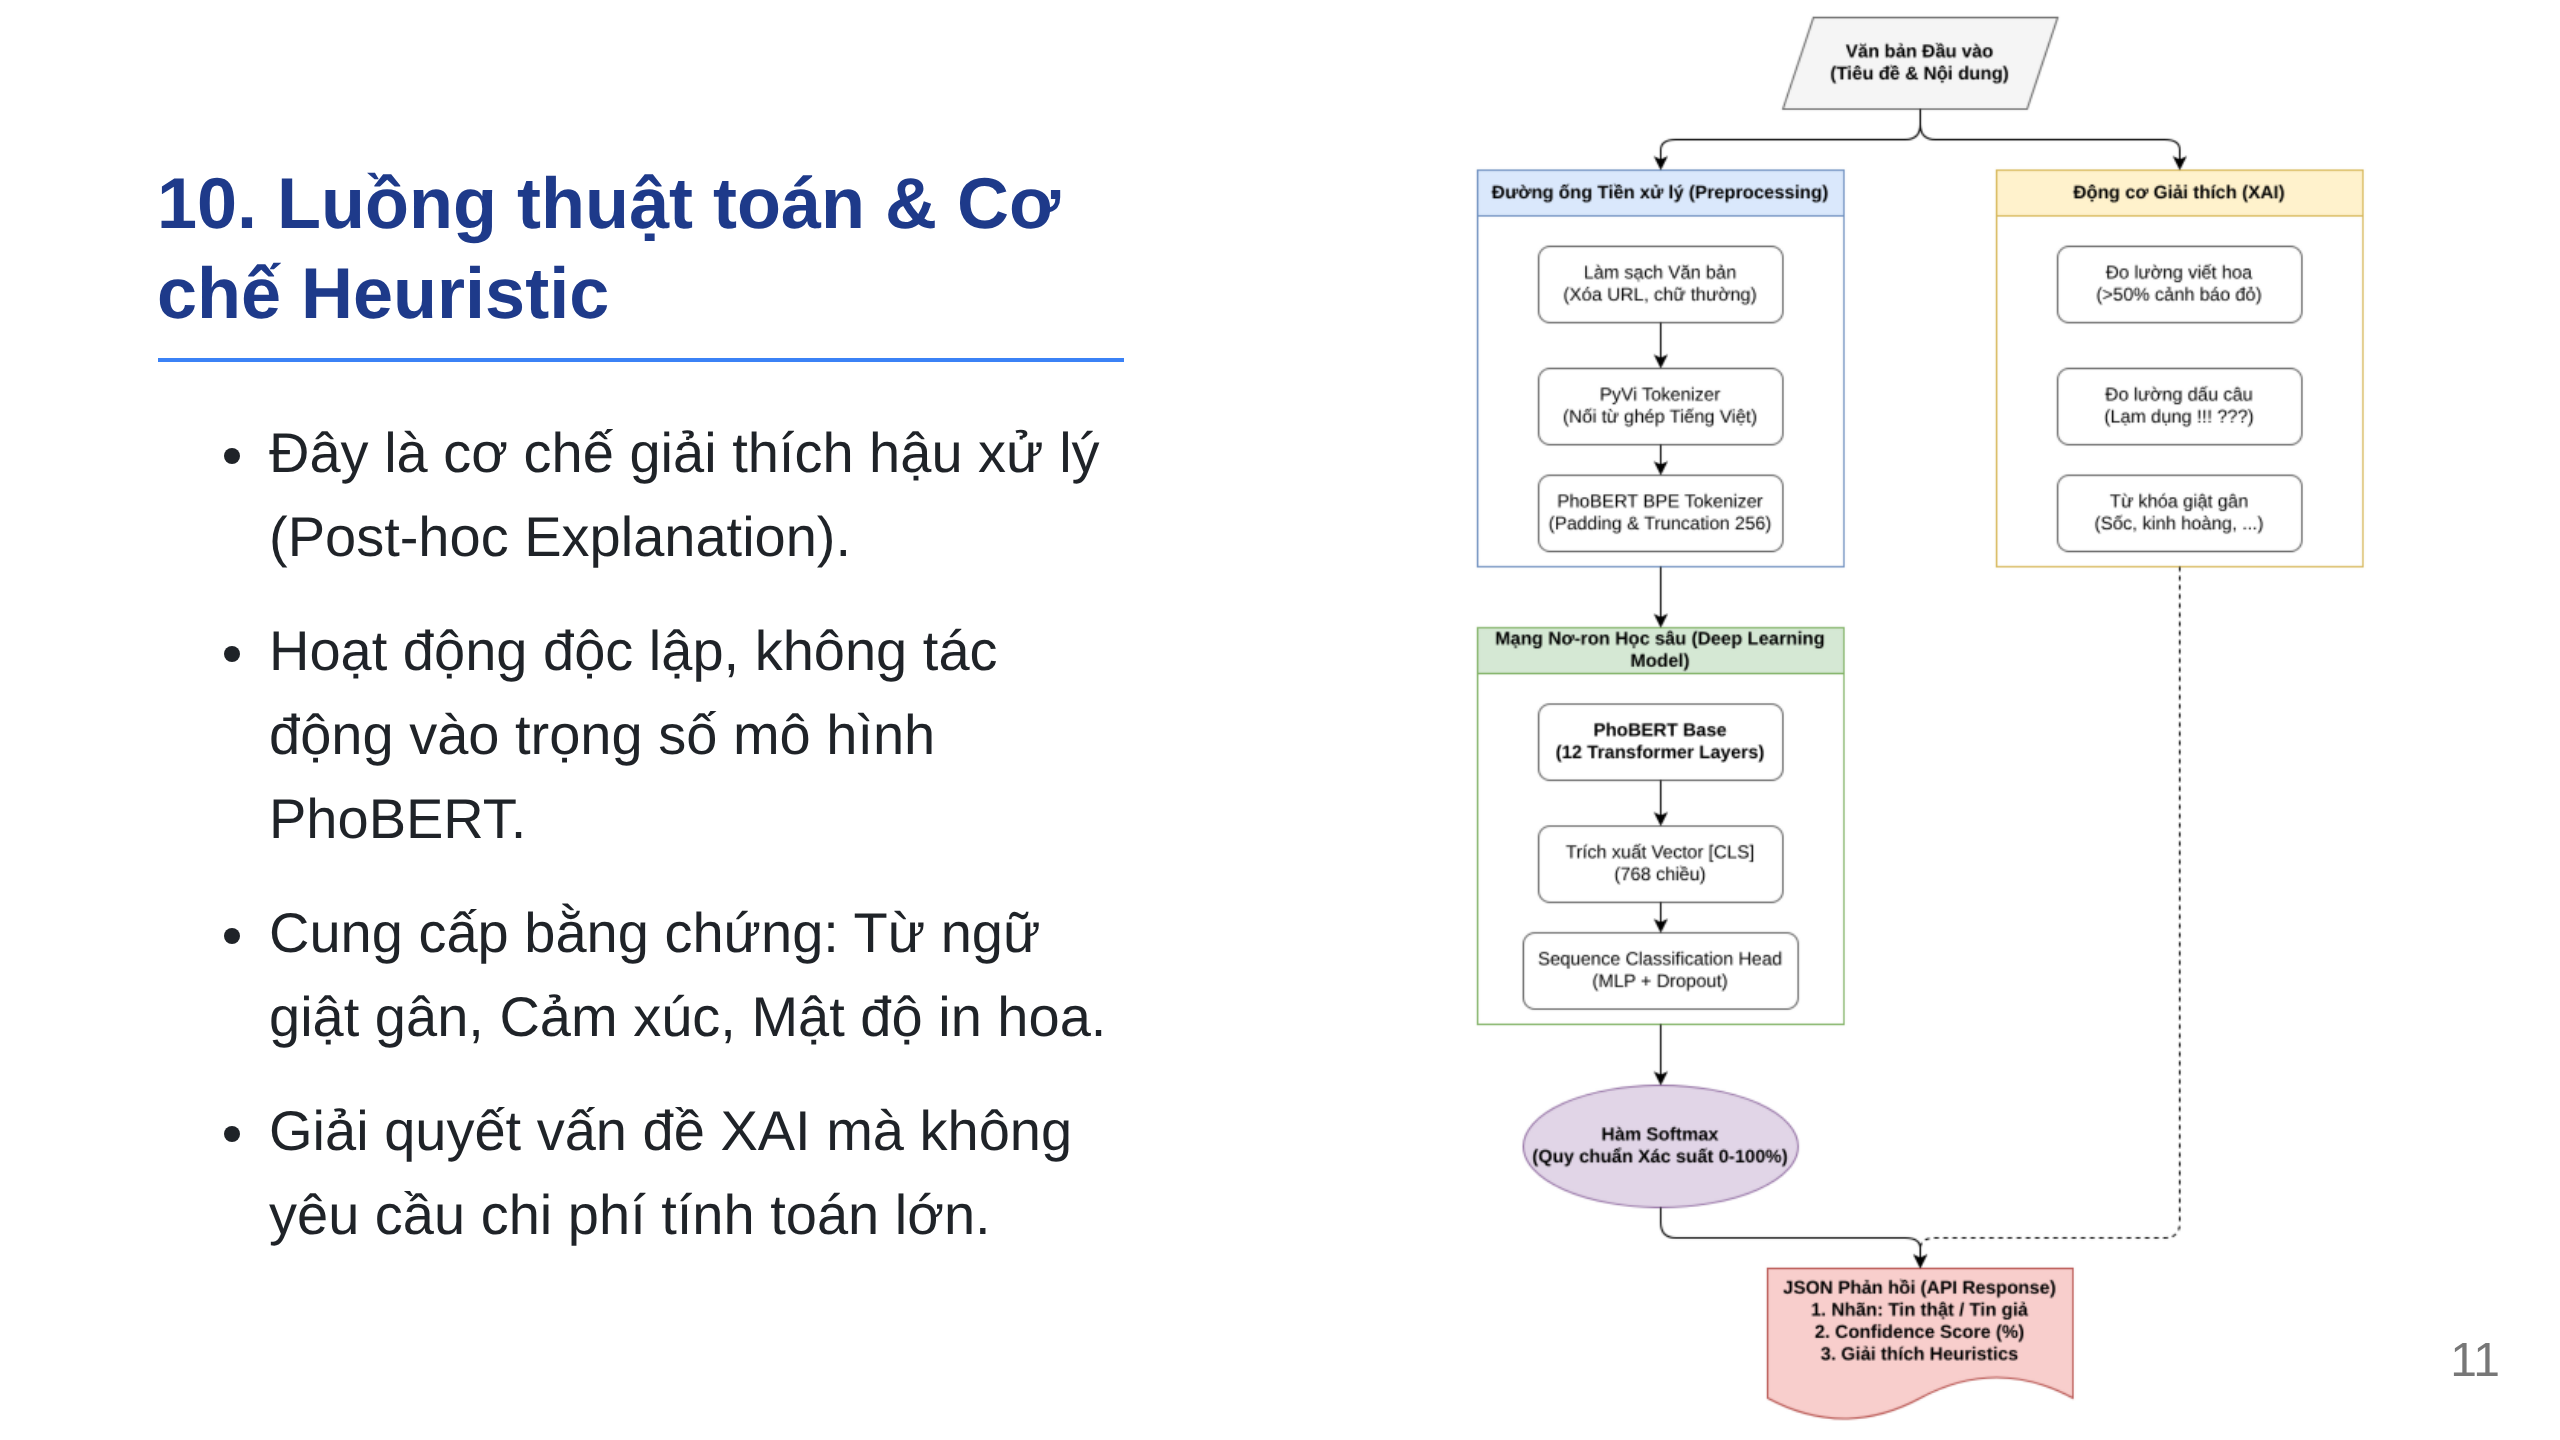 10. Luồng thuật toán & Cơ
chế Heuristic
• Đây là cơ chế giải thích hậu xử lý
(Post-hoc Explanation).
• Hoạt động độc lập, không tác
động vào trọng số mô hình
PhoBERT.
• Cung cấp bằng chứng: Từ ngữ
giật gân, Cảm xúc, Mật độ in hoa.
• Giải quyết vấn đề XAI mà không
yêu cầu chi phí tính toán lớn.
Văn bản Đầu vào
(Tiêu đề & Nội dung)
Đường ống Tiền xử lý (Preprocessing)
Làm sạch Văn bản
(Xóa URL, chữ thường)
PyVi Tokenizer
(Nối từ ghép Tiếng Việt)
PhoBERT BPE Tokenizer
(Padding & Truncation 256)
Động cơ Giải thích (XAI)
Đo lường viết hoa
(>50% cảnh báo đỏ)
Đo lường dấu câu
(Lạm dụng !!! ???)
Từ khóa giật gân
(Sốc, kinh hoàng, ...)
Mạng Nơ-ron Học sâu (Deep Learning
Model)
PhoBERT Base
(12 Transformer Layers)
Trích xuất Vector [CLS]
(768 chiều)
Sequence Classification Head
(MLP + Dropout)
Hàm Softmax
(Quy chuẩn Xác suất 0-100%)
JSON Phản hồi (API Response)
1. Nhãn: Tin thật / Tin giả
2. Confidence Score (%)
3. Giải thích Heuristics
11